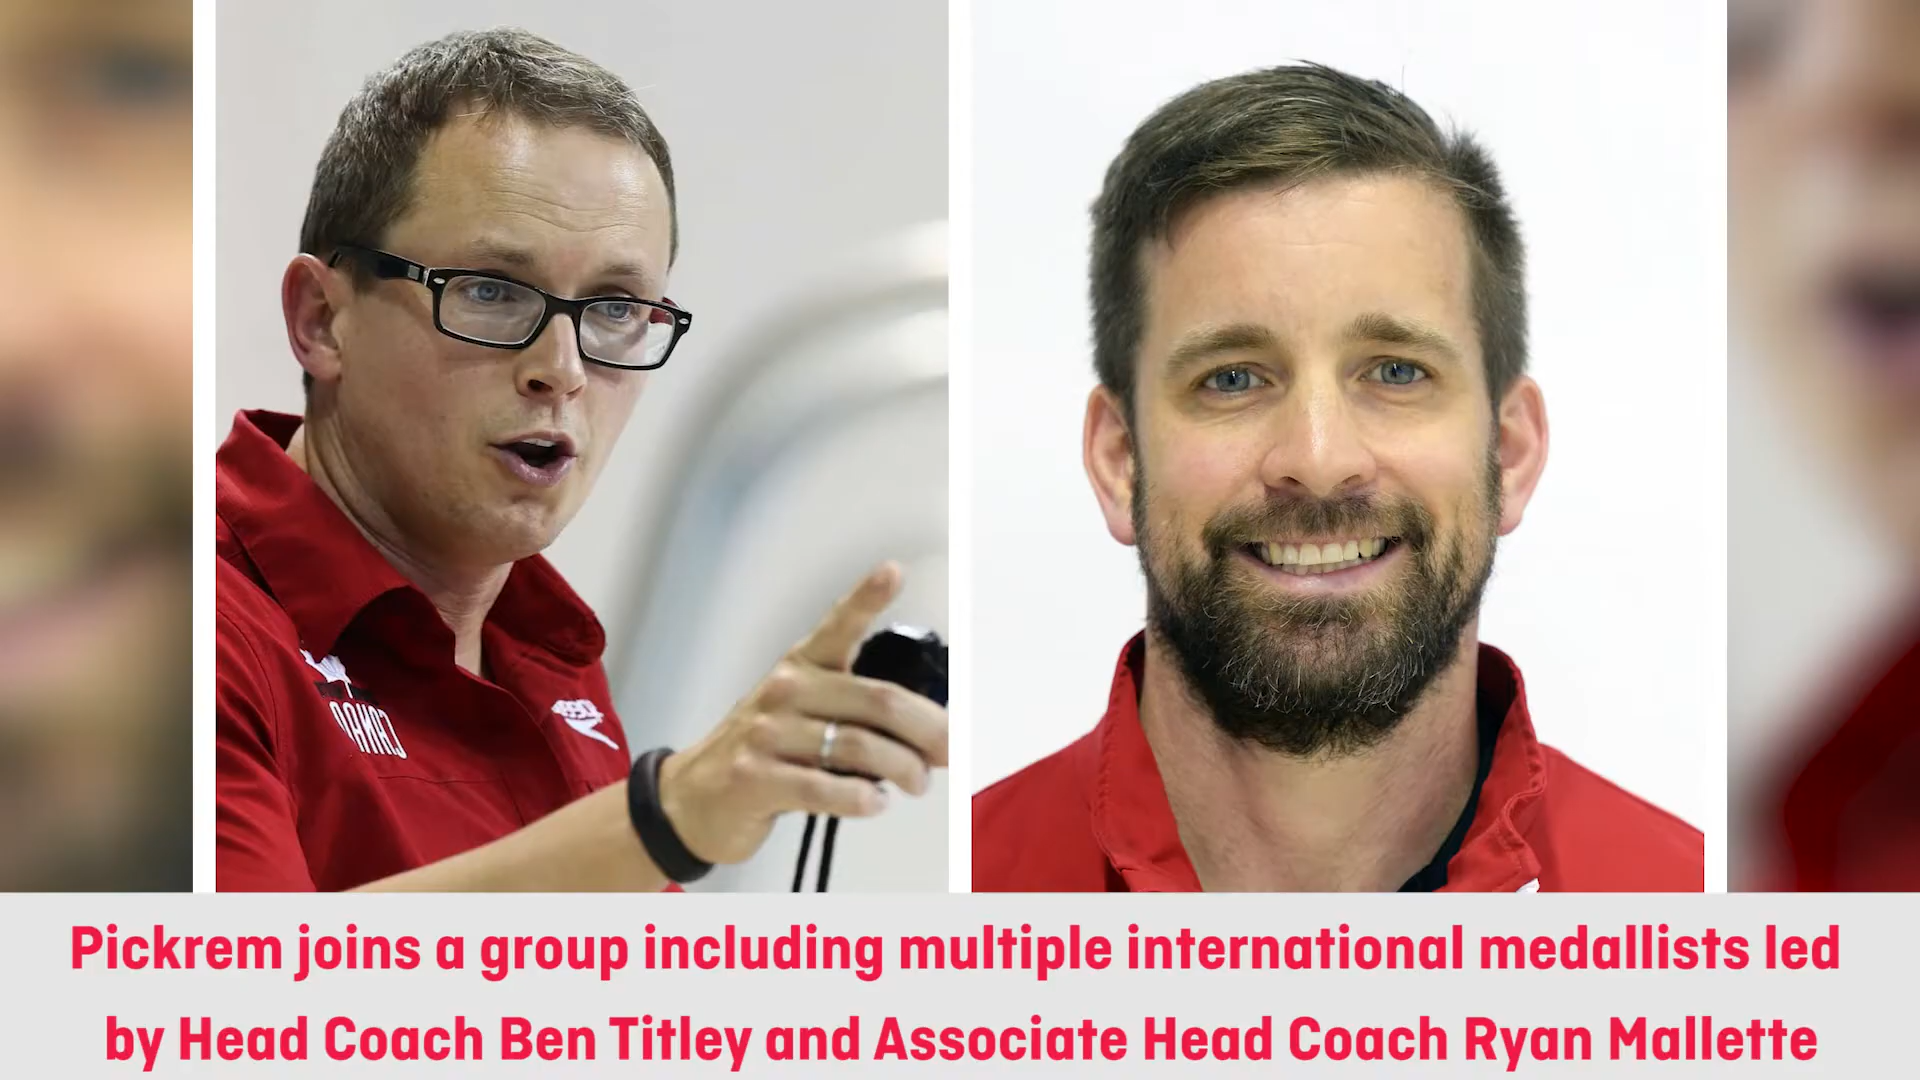 Pickrem joins a group including multiple international medallists led
by Head Coach Ben Titley and Associate Head Coach Ryan Mallette